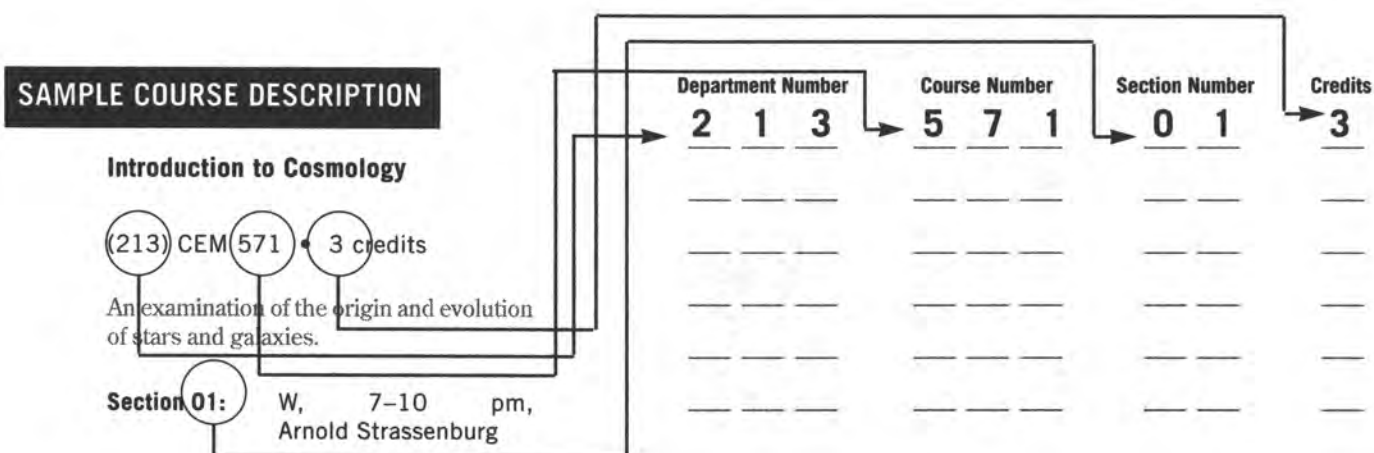 SAMPLE COURSE DESCRIPTION
Introduction to Cosmology
(213) CEM 571 • 3 credits
An examination of the origin and evolution
of stars and galaxies.
Section 01: W, 7–10 pm,
Arnold Strassenburg
Department Number Course Number Section Number Credits
2 1 3 5 7 1 0 1 3